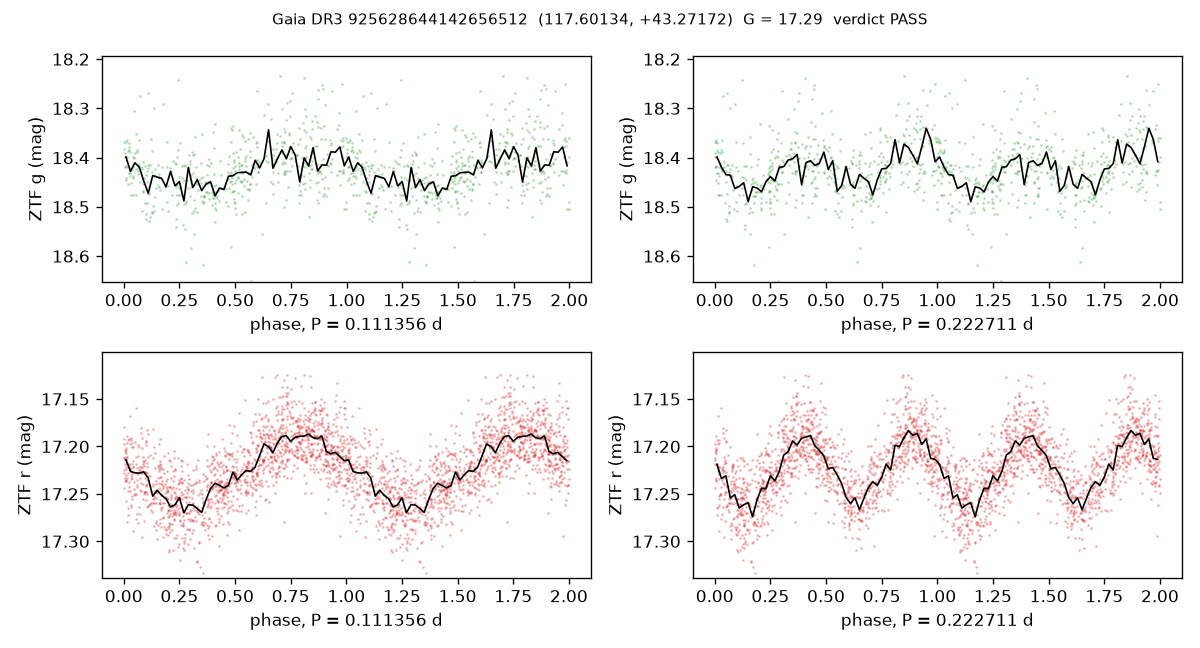 Gaia DR3 925628644142656512 (117.60134, +43.27172) G = 17.29 verdict PASS
ZTF g (mag)
18.2
18.3
18.4
18.5
18.6
0.00 0.25 0.50 0.75 1.00 1.25 1.50 1.75 2.00
phase, P = 0.111356 d
ZTF g (mag)
18.2
18.3
18.4
18.5
18.6
0.00 0.25 0.50 0.75 1.00 1.25 1.50 1.75 2.00
phase, P = 0.222711 d
ZTF r (mag)
17.15
17.20
17.25
17.30
0.00 0.25 0.50 0.75 1.00 1.25 1.50 1.75 2.00
phase, P = 0.111356 d
ZTF r (mag)
17.15
17.20
17.25
17.30
0.00 0.25 0.50 0.75 1.00 1.25 1.50 1.75 2.00
phase, P = 0.222711 d